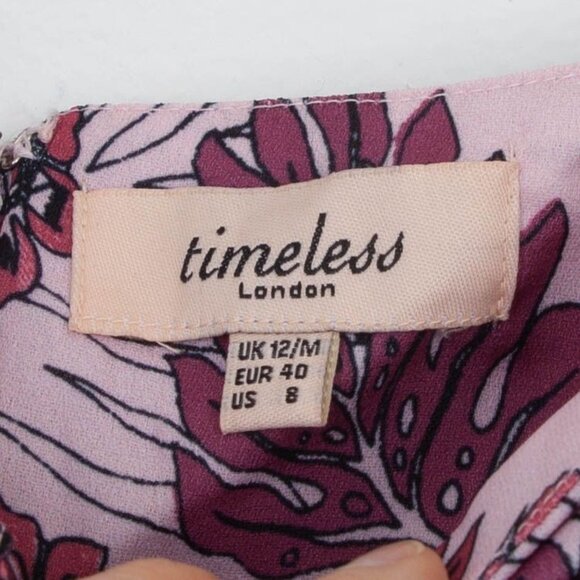 timeless
London
UK 12/M
EUR 40
US 8